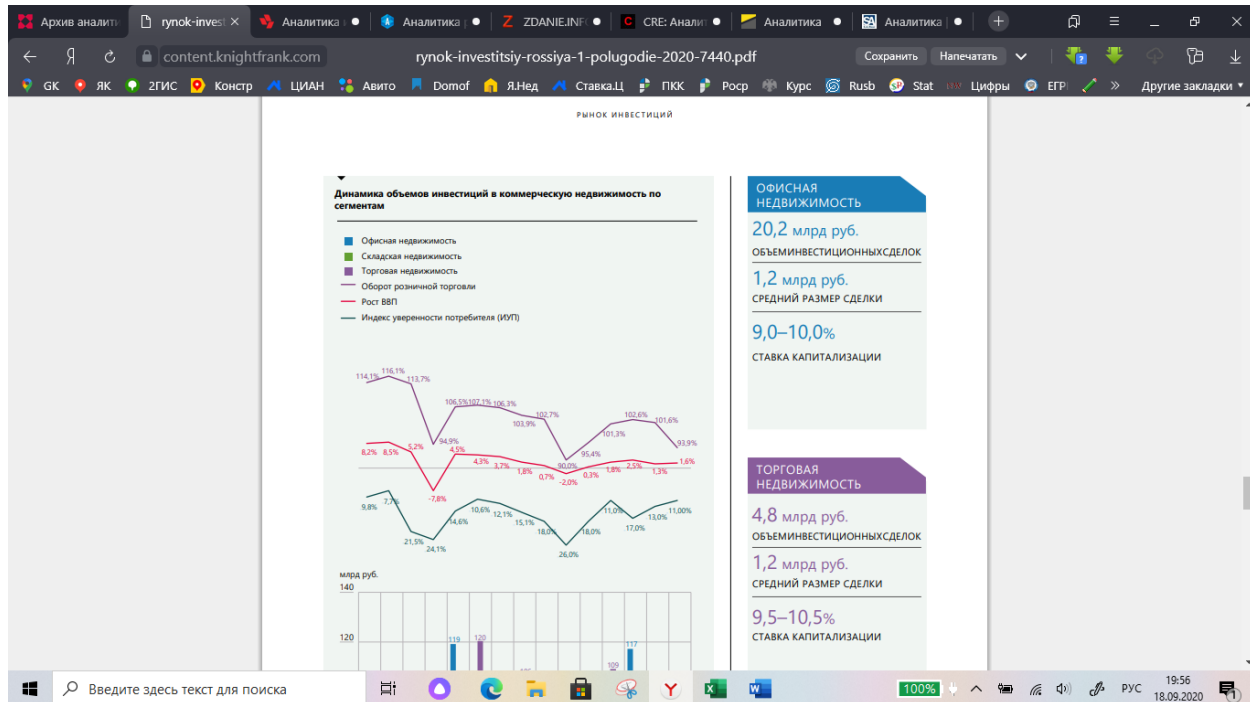 Архив аналити
rynok-invest
Аналитика
Аналитика
ZDANIE.INF
CRE: Анали
Аналитика
Аналитика
content.knightfrank.com
rynok-investitsiy-rossiya-1-polugodie-2020-7440.pdf
Сохранить
Напечатать
GK
ЯК
2ГИС
Констр
ЦИАН
Авито
Domof
Я.Нед
Ставка.Ц
ПКК
Роср
Курс
Rusb
Stat
Цифры
ЕГР
Другие закладки
РЫНОК ИНВЕСТИЦИЙ
Динамика объемов инвестиций в коммерческую недвижимость по
сегментам
Офисная недвижимость
Складская недвижимость
Торговая недвижимость
Оборот розничной торговли
Рост ВВП
Индекс уверенности потребителя (ИУП)
114,1% 116,1% 113,7% 94,9% 106,5% 107,1% 106,3% 103,9% 102,7% 90,0% 95,4% 101,3% 102,6% 101,6% 93,9%
8,2% 8,5% 5,2% -7,8% 4,5% 4,3% 3,7% 1,8% 0,7% -2,0% 0,3% 1,8% 2,5% 1,3% 1,6%
9,8% 7,7% 21,5% 24,1% 14,6% 10,6% 12,1% 15,1% 18,0% 26,0% 18,0% 11,0% 17,0% 13,0% 11,00%
млрд руб.
140
120
119
120
109
117
ОФИСНАЯ
НЕДВИЖИМОСТЬ
20,2 млрд руб.
ОБЪЕМИНВЕСТИЦИОННЫХСДЕЛОК
1,2 млрд руб.
СРЕДНИЙ РАЗМЕР СДЕЛКИ
9,0–10,0%
СТАВКА КАПИТАЛИЗАЦИИ
ТОРГОВАЯ
НЕДВИЖИМОСТЬ
4,8 млрд руб.
ОБЪЕМИНВЕСТИЦИОННЫХСДЕЛОК
1,2 млрд руб.
СРЕДНИЙ РАЗМЕР СДЕЛКИ
9,5–10,5%
СТАВКА КАПИТАЛИЗАЦИИ
Введите здесь текст для поиска
100%
РУС
19:56
18.09.2020